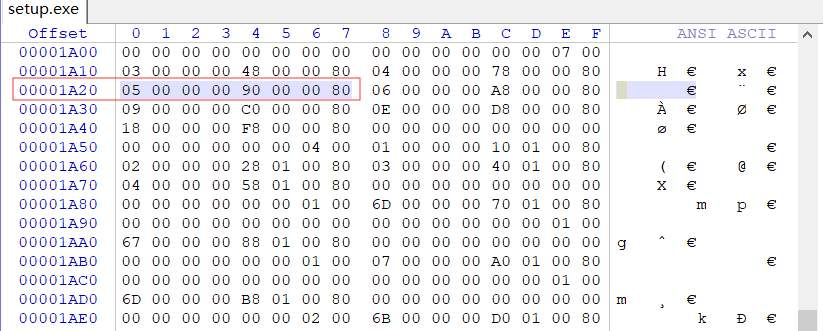 setup.exe
Offset 0 1 2 3 4 5 6 7 8 9 A B C D E F ANSI ASCII
00001A00 00 00 00 00 00 00 00 00 00 00 00 00 00 00 07 00
00001A10 03 00 00 00 48 00 00 80 04 00 00 00 78 00 00 80 H € x €
00001A20 05 00 00 00 90 00 00 80 06 00 00 00 A8 00 00 80 € ¨ €
00001A30 09 00 00 00 C0 00 00 80 0E 00 00 00 D8 00 00 80 À € Ø €
00001A40 18 00 00 00 F8 00 00 80 00 00 00 00 00 00 00 00 ø €
00001A50 00 00 00 00 00 00 04 00 01 00 00 00 10 01 00 80 €
00001A60 02 00 00 00 28 01 00 80 03 00 00 00 40 01 00 80 ( € @ €
00001A70 04 00 00 00 58 01 00 80 00 00 00 00 00 00 00 00 X €
00001A80 00 00 00 00 00 00 01 00 6D 00 00 00 70 01 00 80 m p €
00001A90 00 00 00 00 00 00 00 00 00 00 00 00 00 00 01 00
00001AA0 67 00 00 00 88 01 00 80 00 00 00 00 00 00 00 00 g ˆ €
00001AB0 00 00 00 00 00 00 01 00 07 00 00 00 A0 01 00 80 €
00001AC0 00 00 00 00 00 00 00 00 00 00 00 00 00 00 01 00
00001AD0 6D 00 00 00 B8 01 00 80 00 00 00 00 00 00 00 00 m ¸ €
00001AE0 00 00 00 00 00 00 02 00 6B 00 00 00 D0 01 00 80 k Ð €